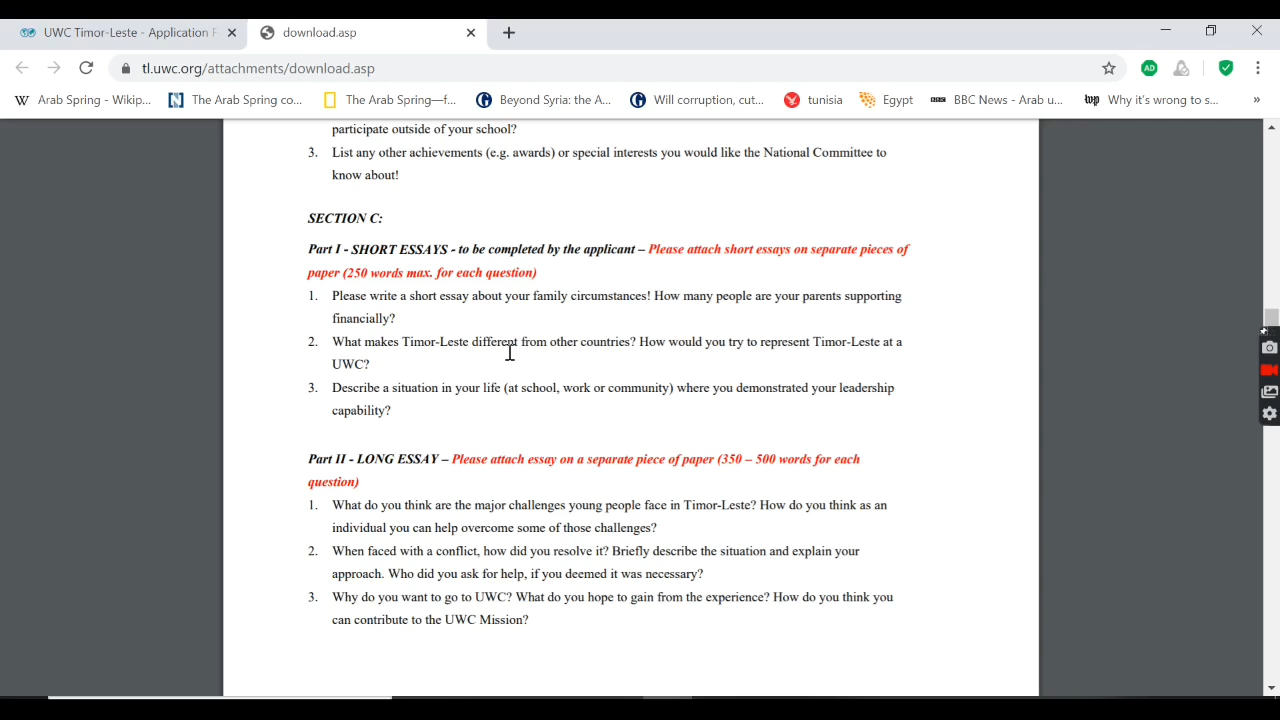 UWC Timor-Leste - Application F
download.asp
tl.uwc.org/attachments/download.asp
AD
W Arab Spring - Wikip...
N The Arab Spring co...
The Arab Spring—f...
Beyond Syria: the A...
Will corruption, cut...
tunisia
Egypt
BBC News - Arab u...
wp Why it's wrong to s...
»
participate outside of your school?
3. List any other achievements (e.g. awards) or special interests you would like the National Committee to
know about!
SECTION C:
Part I - SHORT ESSAYS - to be completed by the applicant – Please attach short essays on separate pieces of
paper (250 words max. for each question)
1. Please write a short essay about your family circumstances! How many people are your parents supporting
financially?
2. What makes Timor-Leste different from other countries? How would you try to represent Timor-Leste at a
UWC?
3. Describe a situation in your life (at school, work or community) where you demonstrated your leadership
capability?
Part II - LONG ESSAY – Please attach essay on a separate piece of paper (350 – 500 words for each
question)
1. What do you think are the major challenges young people face in Timor-Leste? How do you think as an
individual you can help overcome some of those challenges?
2. When faced with a conflict, how did you resolve it? Briefly describe the situation and explain your
approach. Who did you ask for help, if you deemed it was necessary?
3. Why do you want to go to UWC? What do you hope to gain from the experience? How do you think you
can contribute to the UWC Mission?